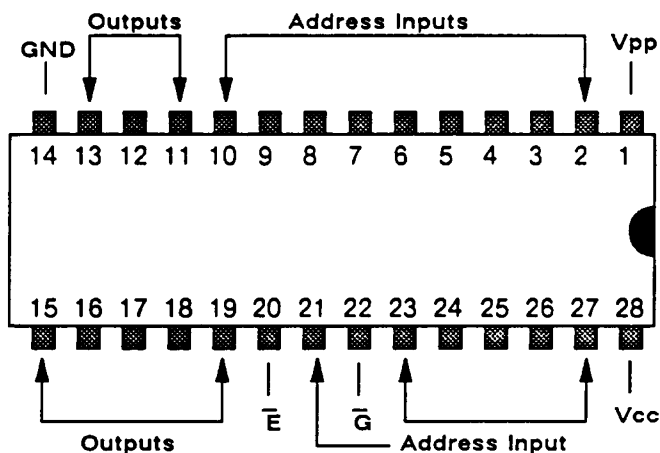 Outputs Address Inputs
GND Vpp
14 13 12 11 10 9 8 7 6 5 4 3 2 1
15 16 17 18 19 20 21 22 23 24 25 26 27 28
E̅ G̅ Vcc
Outputs Address Input